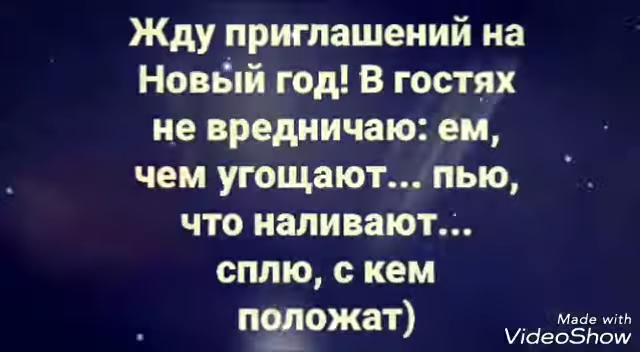 Жду приглашений на
Новый год! В гостях
не вредничаю: ем,
чем угощают... пью,
что наливают...
сплю, с кем
положат)
Made with
VideoShow